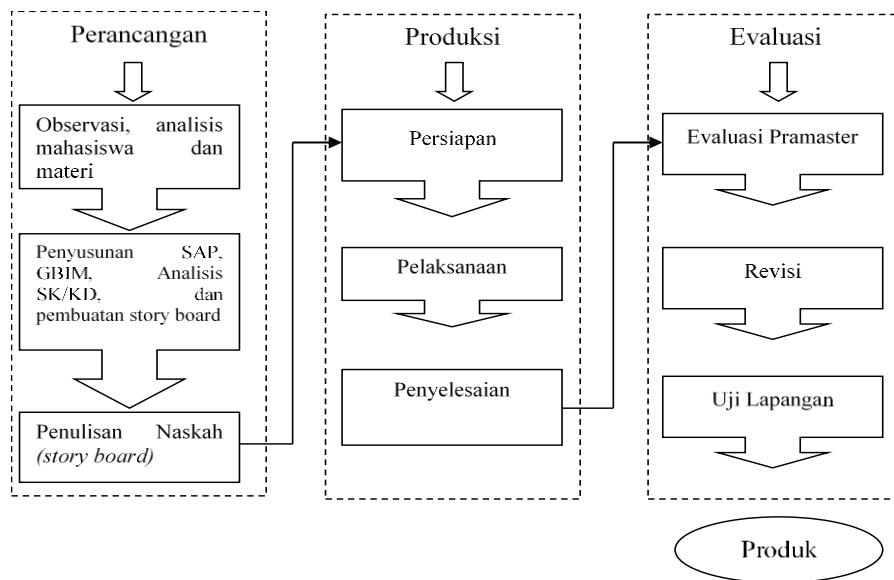 Perancangan
Observasi, analisis
mahasiswa dan
materi
Penyusunan SAP,
GBIM, Analisis
SK/KD, dan
pembuatan story board
Penulisan Naskah
(story board)
Produksi
Persiapan
Pelaksanaan
Penyelesaian
Evaluasi
Evaluasi Pramaster
Revisi
Uji Lapangan
Produk